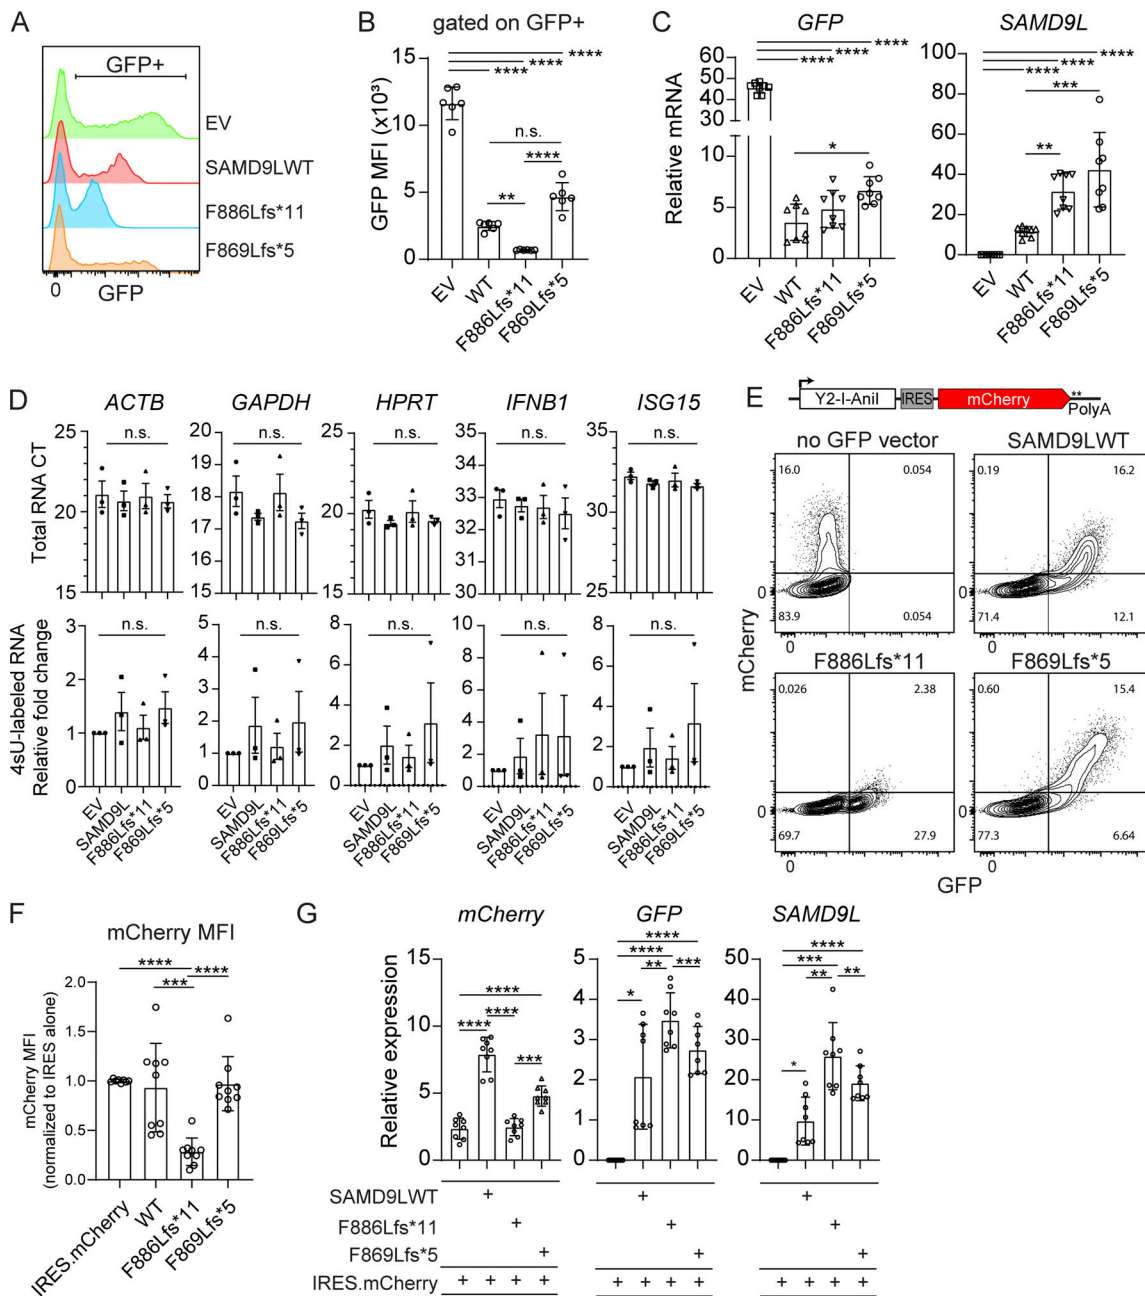 A
GFP+
EV
SAMD9LWT
F886Lfs*11
F869Lfs*5
0
GFP
B
gated on GFP+
****
****
****
n.s.
****
**
GFP MFI (x10³)
15
10
5
0
EV
WT
F886Lfs*11
F869Lfs*5
C
GFP
****
****
****
*
Relative mRNA
60
50
40
30
10
5
0
EV
WT
F886Lfs*11
F869Lfs*5
SAMD9L
****
****
****
***
**
100
80
60
40
20
0
EV
WT
F886Lfs*11
F869Lfs*5
D
ACTB
GAPDH
HPRT
IFNB1
ISG15
n.s.
n.s.
n.s.
n.s.
n.s.
Total RNA CT
25
20
15
20
19
18
17
16
15
25
20
15
35
34
33
32
31
30
35
30
25
n.s.
n.s.
n.s.
n.s.
n.s.
4sU-labeled RNA
Relative fold change
3
2
1
0
5
4
3
2
1
0
8
6
4
2
0
10
8
6
4
2
0
8
6
4
2
0
EV
SAMD9L
F886Lfs*11
F869Lfs*5
EV
SAMD9L
F886Lfs*11
F869Lfs*5
EV
SAMD9L
F886Lfs*11
F869Lfs*5
EV
SAMD9L
F886Lfs*11
F869Lfs*5
EV
SAMD9L
F886Lfs*11
F869Lfs*5
E
Y2-I-AniI
IRES
mCherry
**
PolyA
no GFP vector
SAMD9LWT
16.0
0.054
83.9
0.054
0
0
0.19
16.2
71.4
12.1
0
0
F886Lfs*11
F869Lfs*5
0.026
2.38
69.7
27.9
0
0
0.60
15.4
77.3
6.64
0
0
mCherry
GFP
F
mCherry MFI
****
****
***
mCherry MFI
(normalized to IRES alone)
2.0
1.5
1.0
0.5
0.0
IRES.mCherry
WT
F886Lfs*11
F869Lfs*5
G
mCherry
GFP
SAMD9L
Relative expression
15
10
5
0
****
****
****
***
5
4
3
2
1
0
****
****
**
***
*
50
40
30
20
10
0
****
***
**
**
*
SAMD9LWT
+
+
+
F886Lfs*11
+
+
+
F869Lfs*5
+
+
+
IRES.mCherry
+ + + +
+ + + +
+ + + +